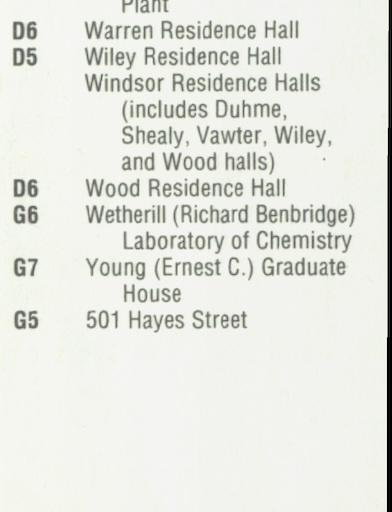 Plant
D6 Warren Residence Hall
D5 Wiley Residence Hall
Windsor Residence Halls
(includes Duhme,
Shealy, Vawter, Wiley,
and Wood halls)
D6 Wood Residence Hall
G6 Wetherill (Richard Benbridge)
Laboratory of Chemistry
G7 Young (Ernest C.) Graduate
House
G5 501 Hayes Street